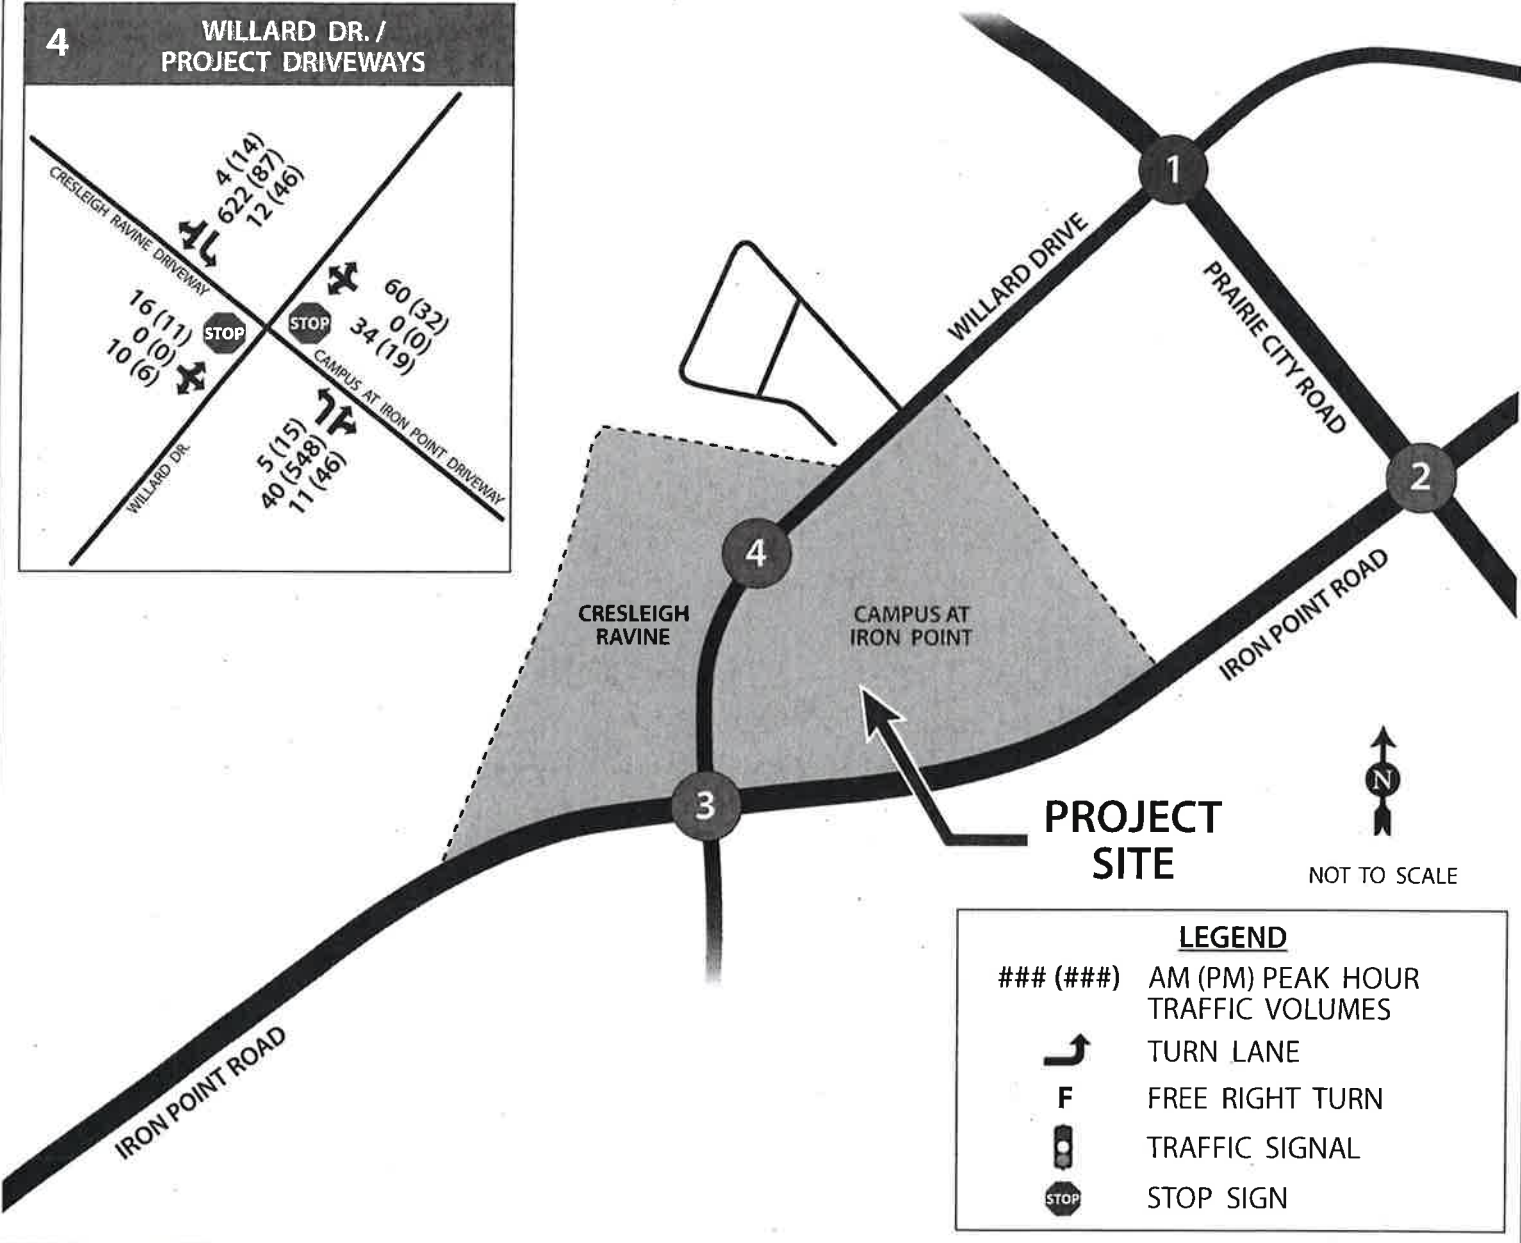 4
WILLARD DR. /
PROJECT DRIVEWAYS
4 (14)
622 (87)
12 (46)
CRESLEIGH RAVINE DRIVEWAY
16 (11)
0 (0)
10 (6)
STOP
STOP
60 (32)
0 (0)
34 (19)
CAMPUS AT IRON POINT DRIVEWAY
5 (15)
40 (548)
11 (46)
WILLARD DR.
1
WILLARD DRIVE
PRAIRIE CITY ROAD
2
4
CRESLEIGH
RAVINE
CAMPUS AT
IRON POINT
IRON POINT ROAD
3
PROJECT
SITE
N
NOT TO SCALE
IRON POINT ROAD
LEGEND
### (###) AM (PM) PEAK HOUR
TRAFFIC VOLUMES
TURN LANE
F FREE RIGHT TURN
TRAFFIC SIGNAL
STOP STOP SIGN